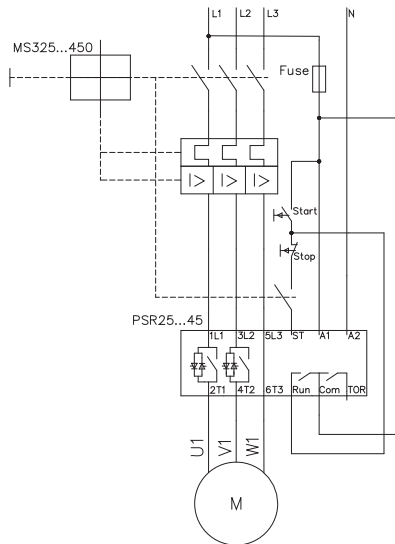 L1 L2 L3 N
MS325...450
Fuse
I> I> I>
Start
Stop
PSR25...45
1L1 3L2 5L3 ST A1 A2
2T1 4T2 6T3 Run Com TOR
U1 V1 W1
M